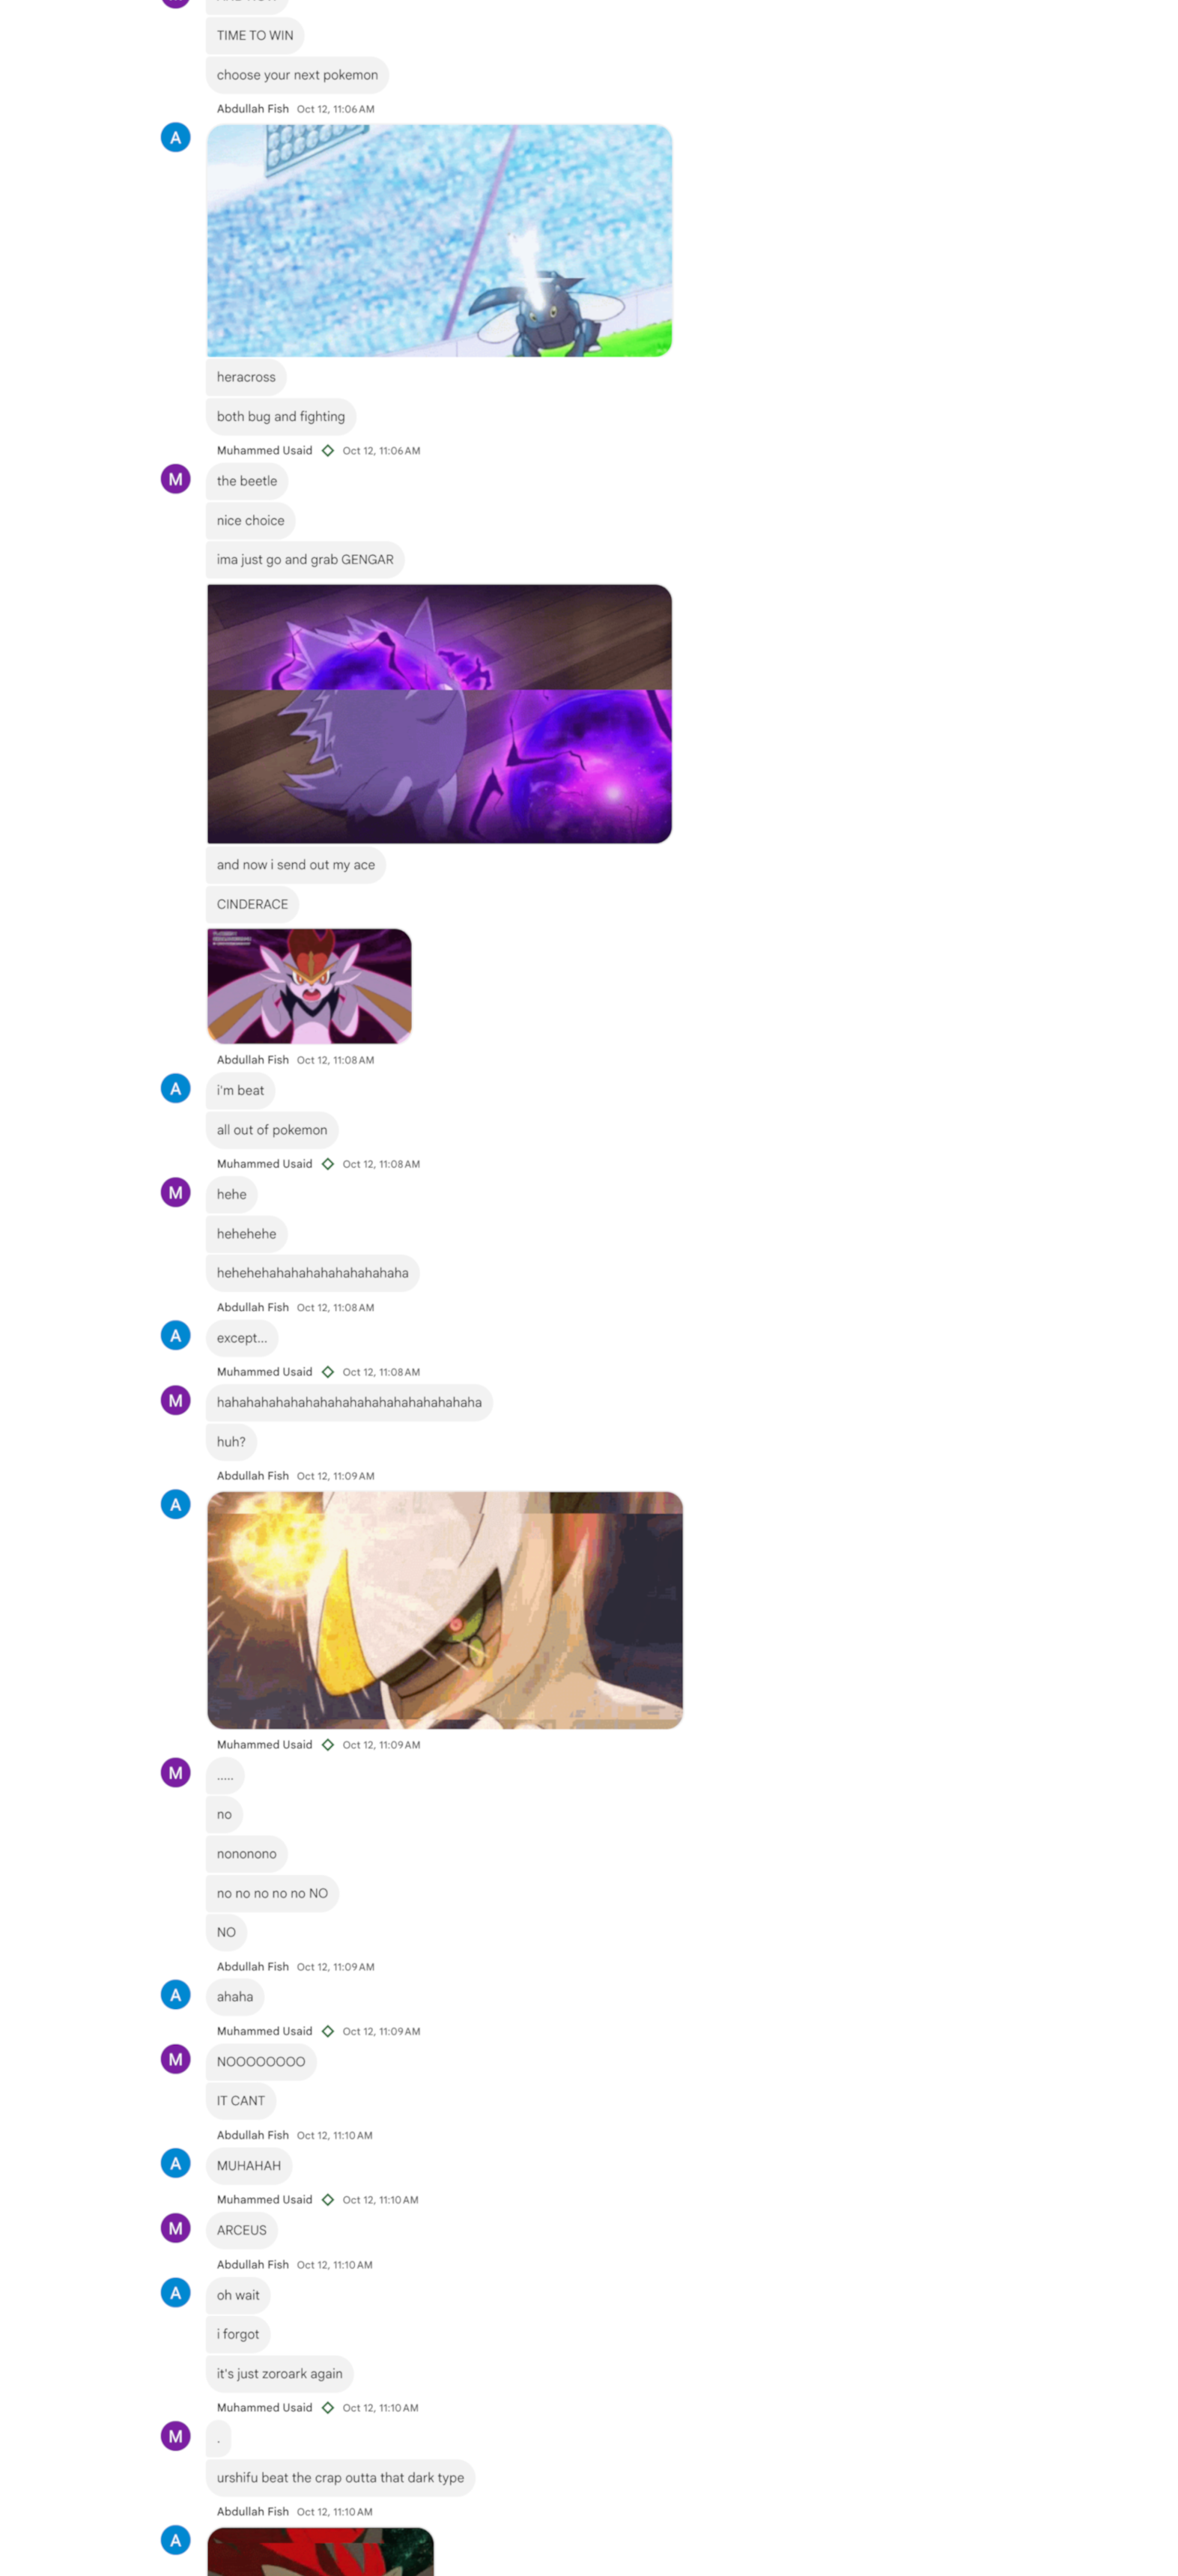 TIME TO WIN
choose your next pokemon
Abdullah Fish Oct 12, 11:06 AM
A
heracross
both bug and fighting
Muhammed Usaid Oct 12, 11:06 AM
M
the beetle
nice choice
ima just go and grab GENGAR
and now i send out my ace
CINDERACE
Abdullah Fish Oct 12, 11:08 AM
A
i'm beat
all out of pokemon
Muhammed Usaid Oct 12, 11:08 AM
M
hehe
hehehehe
hehehehahahahahahahahahaha
Abdullah Fish Oct 12, 11:08 AM
A
except...
Muhammed Usaid Oct 12, 11:08 AM
M
hahahahahahahahahahahahahahahahahaha
huh?
Abdullah Fish Oct 12, 11:09 AM
A
Muhammed Usaid Oct 12, 11:09 AM
M
.....
no
nononono
no no no no no NO
NO
Abdullah Fish Oct 12, 11:09 AM
A
ahaha
Muhammed Usaid Oct 12, 11:09 AM
M
NOOOOOOOO
IT CANT
Abdullah Fish Oct 12, 11:10 AM
A
MUHAHAH
Muhammed Usaid Oct 12, 11:10 AM
M
ARCEUS
Abdullah Fish Oct 12, 11:10 AM
A
oh wait
i forgot
it's just zoroark again
Muhammed Usaid Oct 12, 11:10 AM
M
.
urshifu beat the crap outta that dark type
Abdullah Fish Oct 12, 11:10 AM
A